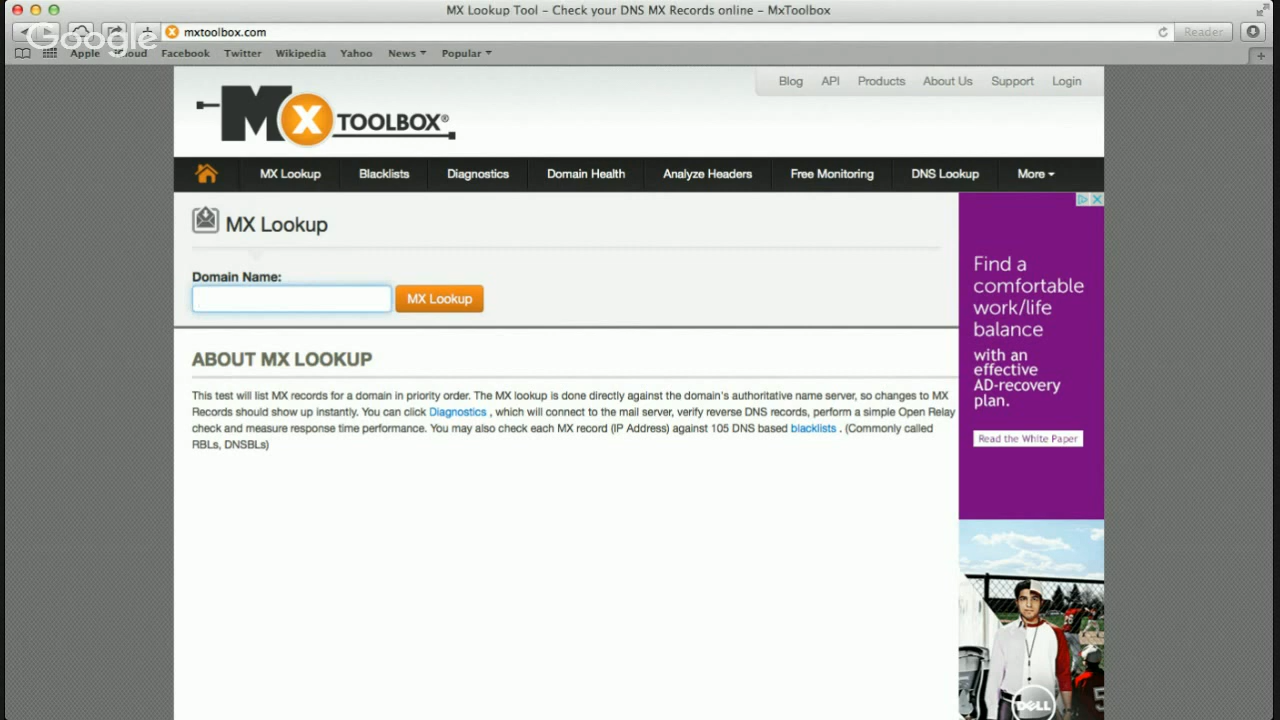 MX Lookup Tool – Check your DNS MX Records online – MxToolbox
Google
mxtoolbox.com
Reader
Apple iCloud Facebook Twitter Wikipedia Yahoo News Popular
Blog API Products About Us Support Login
MX TOOLBOX®
MX Lookup Blacklists Diagnostics Domain Health Analyze Headers Free Monitoring DNS Lookup More
MX Lookup
Domain Name:
MX Lookup
ABOUT MX LOOKUP
This test will list MX records for a domain in priority order. The MX lookup is done directly against the domain's authoritative name server, so changes to MX
Records should show up instantly. You can click Diagnostics , which will connect to the mail server, verify reverse DNS records, perform a simple Open Relay
check and measure response time performance. You may also check each MX record (IP Address) against 105 DNS based blacklists . (Commonly called
RBLs, DNSBLs)
Find a
comfortable
work/life
balance
with an
effective
AD-recovery
plan.
Read the White Paper
DELL